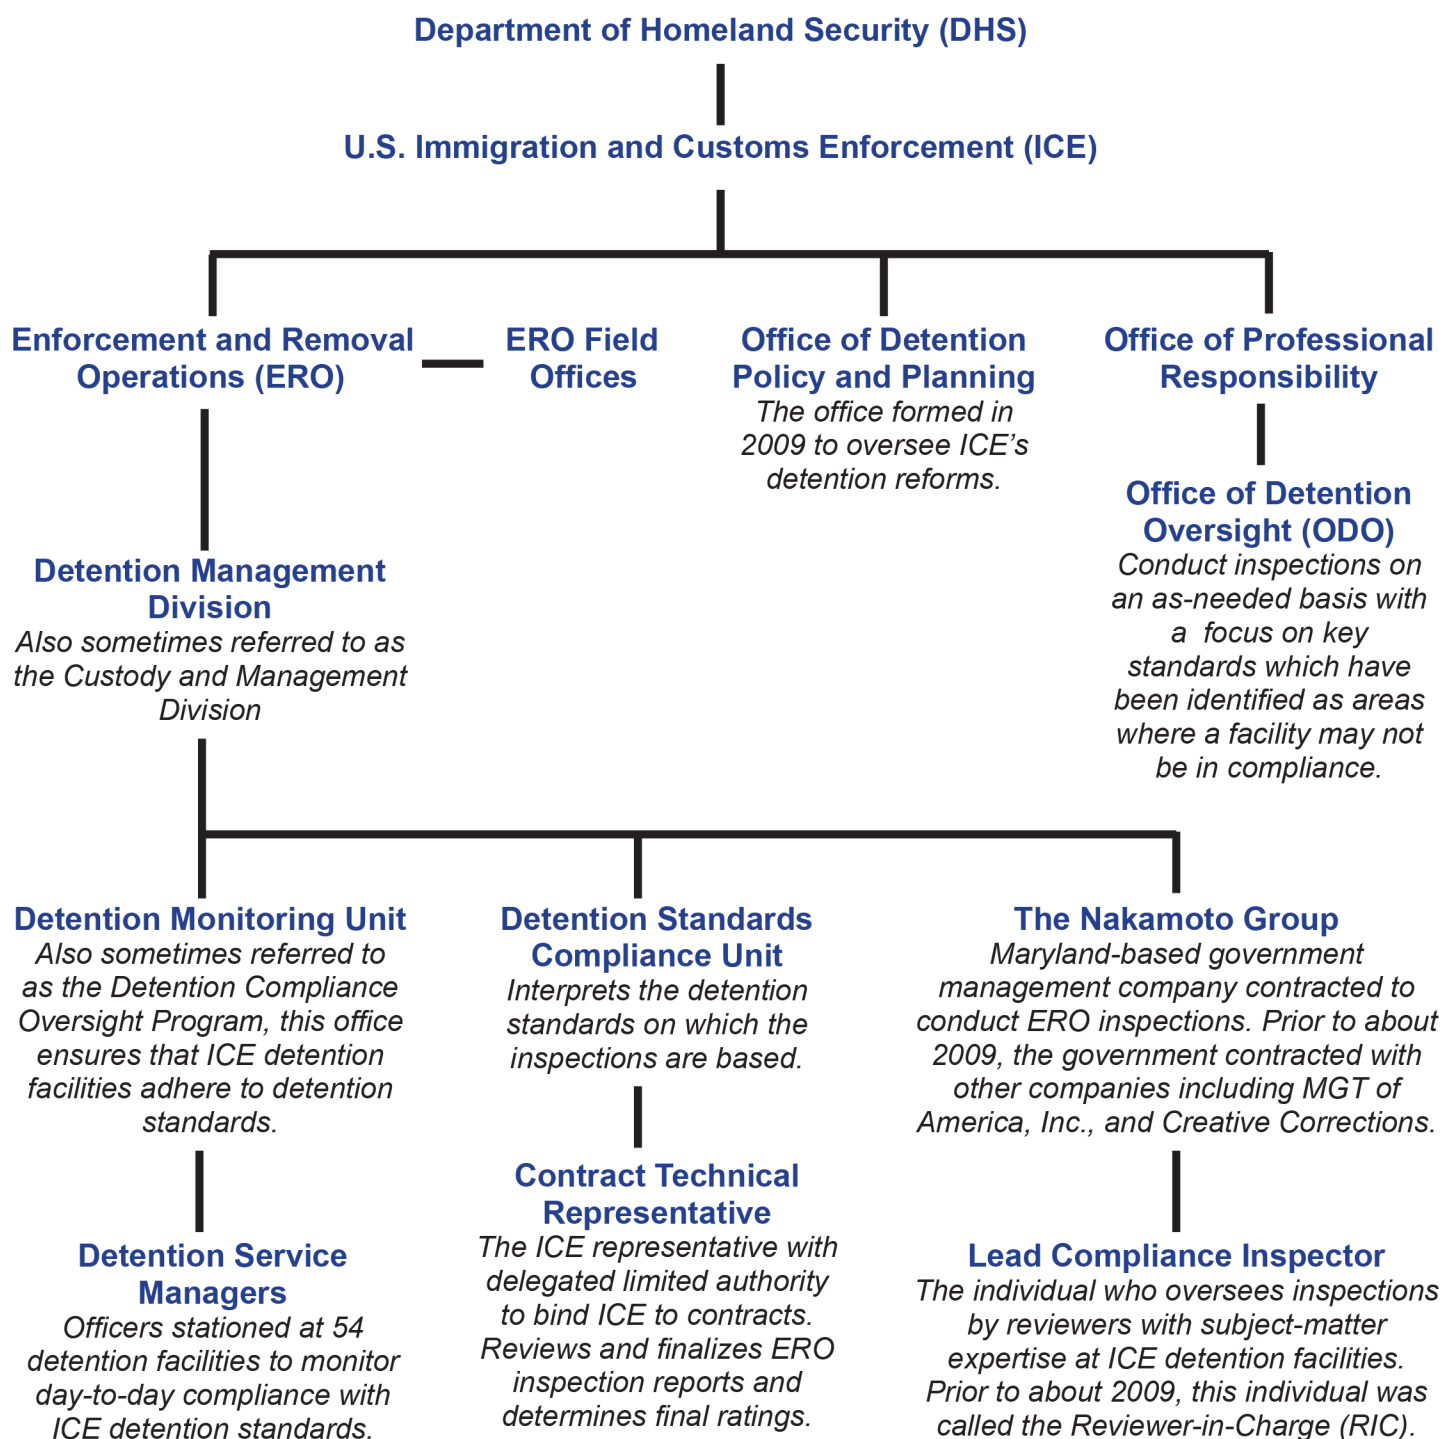 Department of Homeland Security (DHS)
U.S. Immigration and Customs Enforcement (ICE)
Enforcement and Removal
Operations (ERO)
ERO Field
Offices
Office of Detention
Policy and Planning
The office formed in
2009 to oversee ICE’s
detention reforms.
Office of Professional
Responsibility
Office of Detention
Oversight (ODO)
Conduct inspections on
an as-needed basis with
a  focus on key
standards which have
been identified as areas
where a facility may not
be in compliance.
Detention Management
Division
Also sometimes referred to as
the Custody and Management
Division
Detention Monitoring Unit
Also sometimes referred to
as the Detention Compliance
Oversight Program, this office
ensures that ICE detention
facilities adhere to detention
standards.
Detention Service
Managers
Officers stationed at 54
detention facilities to monitor
day-to-day compliance with
ICE detention standards.
Detention Standards
Compliance Unit
Interprets the detention
standards on which the
inspections are based.
Contract Technical
Representative
The ICE representative with
delegated limited authority
to bind ICE to contracts.
Reviews and finalizes ERO
inspection reports and
determines final ratings.
The Nakamoto Group
Maryland-based government
management company contracted to
conduct ERO inspections. Prior to about
2009, the government contracted with
other companies including MGT of
America, Inc., and Creative Corrections.
Lead Compliance Inspector
The individual who oversees inspections
by reviewers with subject-matter
expertise at ICE detention facilities.
Prior to about 2009, this individual was
called the Reviewer-in-Charge (RIC).